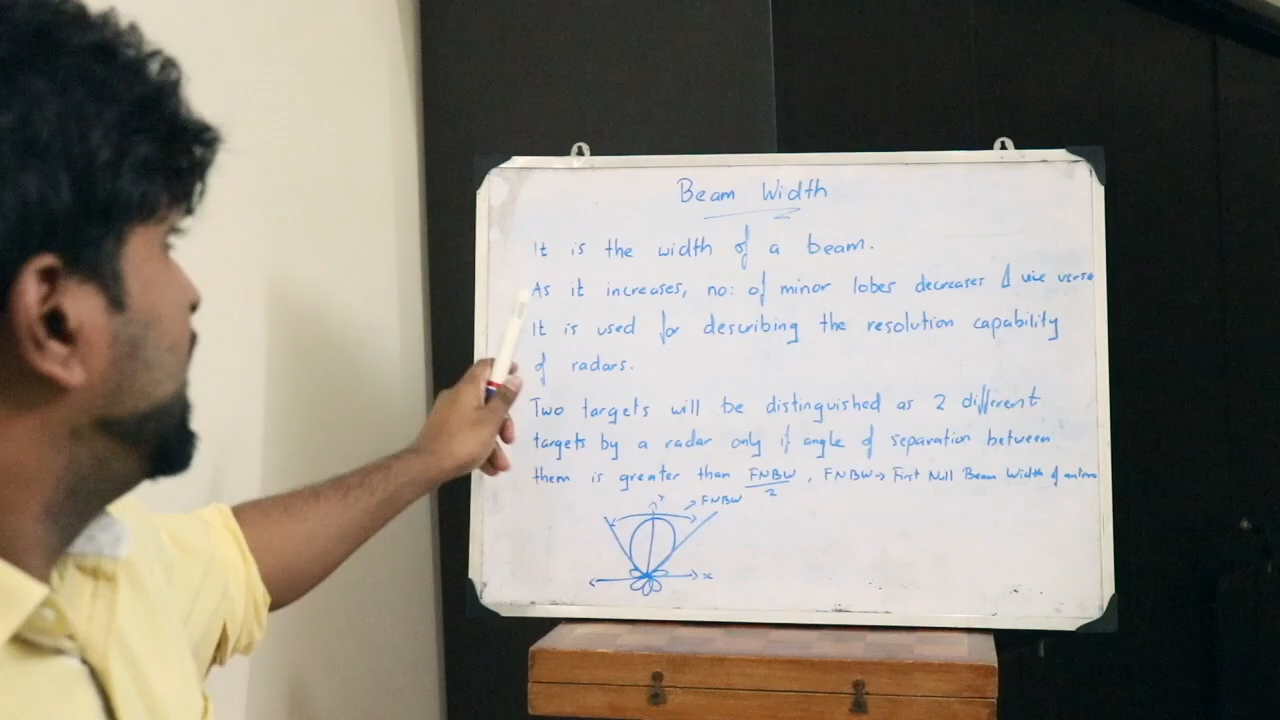 Beam Width
It is the width of a beam.
As it increases, no: of minor lobes decreases & vice versa
It is used for describing the resolution capability
of radars.
Two targets will be distinguished as 2 different
targets by a radar only if angle of separation between
them is greater than FNBW/2, FNBW → First Null Beam Width of antenna
Y
FNBW
x